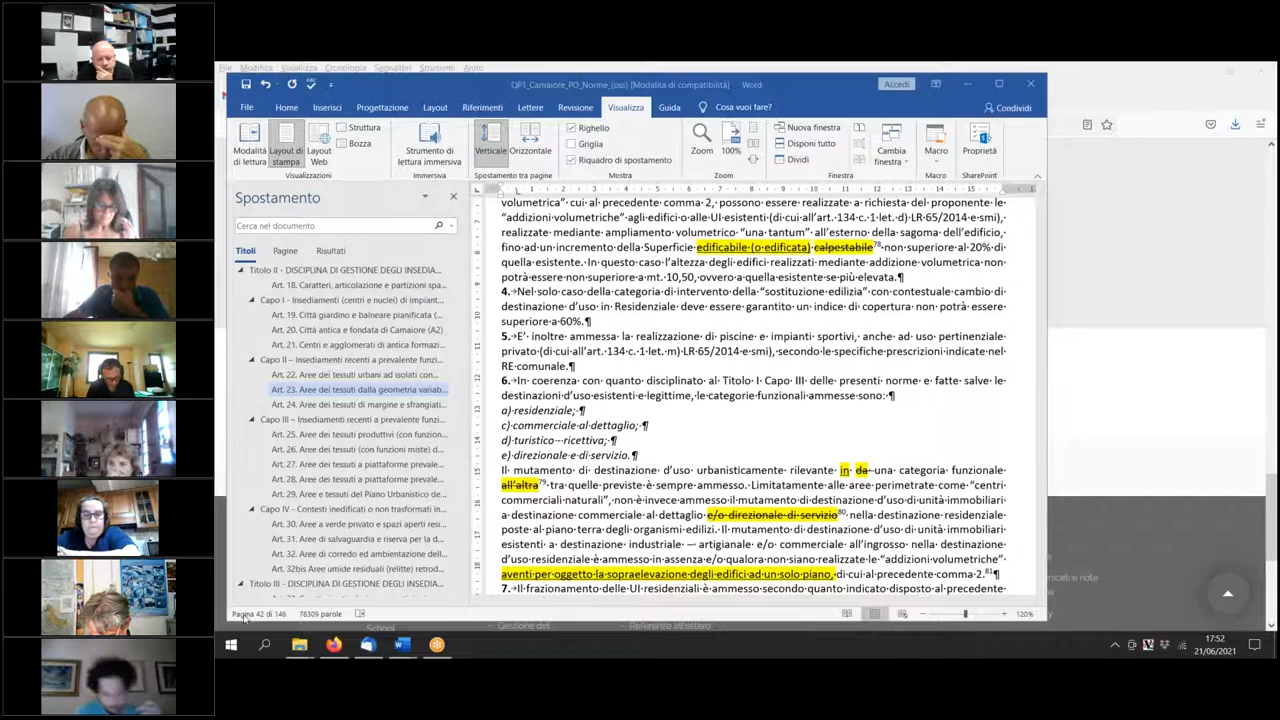 File Modifica Visualizza Cronologia Segnalibri Strumenti Aiuto
QP1_Camaiore_PO_Norme_(oss) [Modalità di compatibilità] - Word
Accedi
File Home Inserisci Progettazione Layout Riferimenti Lettere Revisione Visualizza Guida Cosa vuoi fare? Condividi
Modalità di lettura
Layout di stampa
Layout Web
Struttura
Bozza
Strumento di lettura immersiva
Verticale
Orizzontale
Righello
Griglia
Riquadro di spostamento
Zoom
100%
Nuova finestra
Disponi tutto
Dividi
Cambia finestra
Macro
Proprietà
Visualizzazioni Immersiva Spostamento tra pagine Mostra Zoom Finestra Macro SharePoint
Spostamento
Cerca nel documento
Titoli Pagine Risultati
Titolo II - DISCIPLINA DI GESTIONE DEGLI INSEDIA...
Art. 18. Caratteri, articolazione e partizioni spa...
Capo I - Insediamenti (centri e nuclei) di impiant...
Art. 19. Città giardino e balneare pianificata (...
Art. 20. Città antica e fondata di Camaiore (A2)
Art. 21. Centri e agglomerati di antica formazi...
Capo II – Insediamenti recenti a prevalente funzi...
Art. 22. Aree dei tessuti urbani ad isolati con...
Art. 23. Aree dei tessuti dalla geometria variab...
Art. 24. Aree dei tessuti di margine e sfrangiati...
Capo III – Insediamenti recenti a prevalente funzi...
Art. 25. Aree dei tessuti produttivi (con funzion...
Art. 26. Aree dei tessuti (con funzioni miste) d...
Art. 27. Aree dei tessuti a piattaforme prevale...
Art. 28. Aree dei tessuti a piattaforme prevale...
Art. 29. Aree e tessuti del Piano Urbanistico de...
Capo IV – Contesti inedificati o non trasformati in...
Art. 30. Aree a verde privato e spazi aperti resi...
Art. 31. Aree di salvaguardia e riserva per la d...
Art. 32. Aree di corredo ed ambientazione dell...
Art. 32bis Aree umide residuali (relitte) retrod...
Titolo III - DISCIPLINA DI GESTIONE DEGLI INSEDIA...
volumetrica” cui al precedente comma 2, possono essere realizzate a richiesta del proponente le
“addizioni volumetriche” agli edifici o alle UI esistenti (di cui all’art. 134 c. 1 let. d) LR 65/2014 e smi),
realizzate mediante ampliamento volumetrico “una tantum” all’esterno della sagoma dell’edificio,
fino ad un incremento della Superficie edificabile (o edificata) calpestabile78 non superiore al 20% di
quella esistente. In questo caso l’altezza degli edifici realizzati mediante addizione volumetrica non
potrà essere non superiore a mt. 10,50, ovvero a quella esistente se più elevata.¶
4. Nel solo caso della categoria di intervento della “sostituzione edilizia” con contestuale cambio di
destinazione d’uso in Residenziale deve essere garantito un indice di copertura non potrà essere
superiore a 60%.¶
5. E’ inoltre ammessa la realizzazione di piscine e impianti sportivi, anche ad uso pertinenziale
privato (di cui all’art. 134 c. 1 let. m) LR 65/2014 e smi), secondo le specifiche prescrizioni indicate nel
RE comunale.¶
6. In coerenza con quanto disciplinato al Titolo I Capo III delle presenti norme e fatte salve le
destinazioni d’uso esistenti e legittime, le categorie funzionali ammesse sono:¶
a) residenziale;¶
c) commerciale al dettaglio;¶
d) turistico – ricettiva;¶
e) direzionale e di servizio.¶
Il mutamento di destinazione d’uso urbanisticamente rilevante in da una categoria funzionale
all’altra79 tra quelle previste è sempre ammesso. Limitatamente alle aree perimetrate come “centri
commerciali naturali”, non è invece ammesso il mutamento di destinazione d’uso di unità immobiliari
a destinazione commerciale al dettaglio e/o direzionale di servizio80 nella destinazione residenziale
poste al piano terra degli organismi edilizi. Il mutamento di destinazione d’uso di unità immobiliari
esistenti a destinazione industriale – artigianale e/o commerciale all’ingrosso nella destinazione
d’uso residenziale è ammesso in assenza e/o qualora non siano realizzate le “addizioni volumetriche”
aventi per oggetto la sopraelevazione degli edifici ad un solo piano, di cui al precedente comma 2.81¶
7. Il frazionamento delle UI residenziali è ammesso secondo quanto indicato disposto al precedente
Pagina 42 di 146 78309 parole 120%
School Gestione del Referenze all'estero
17:52
21/06/2021